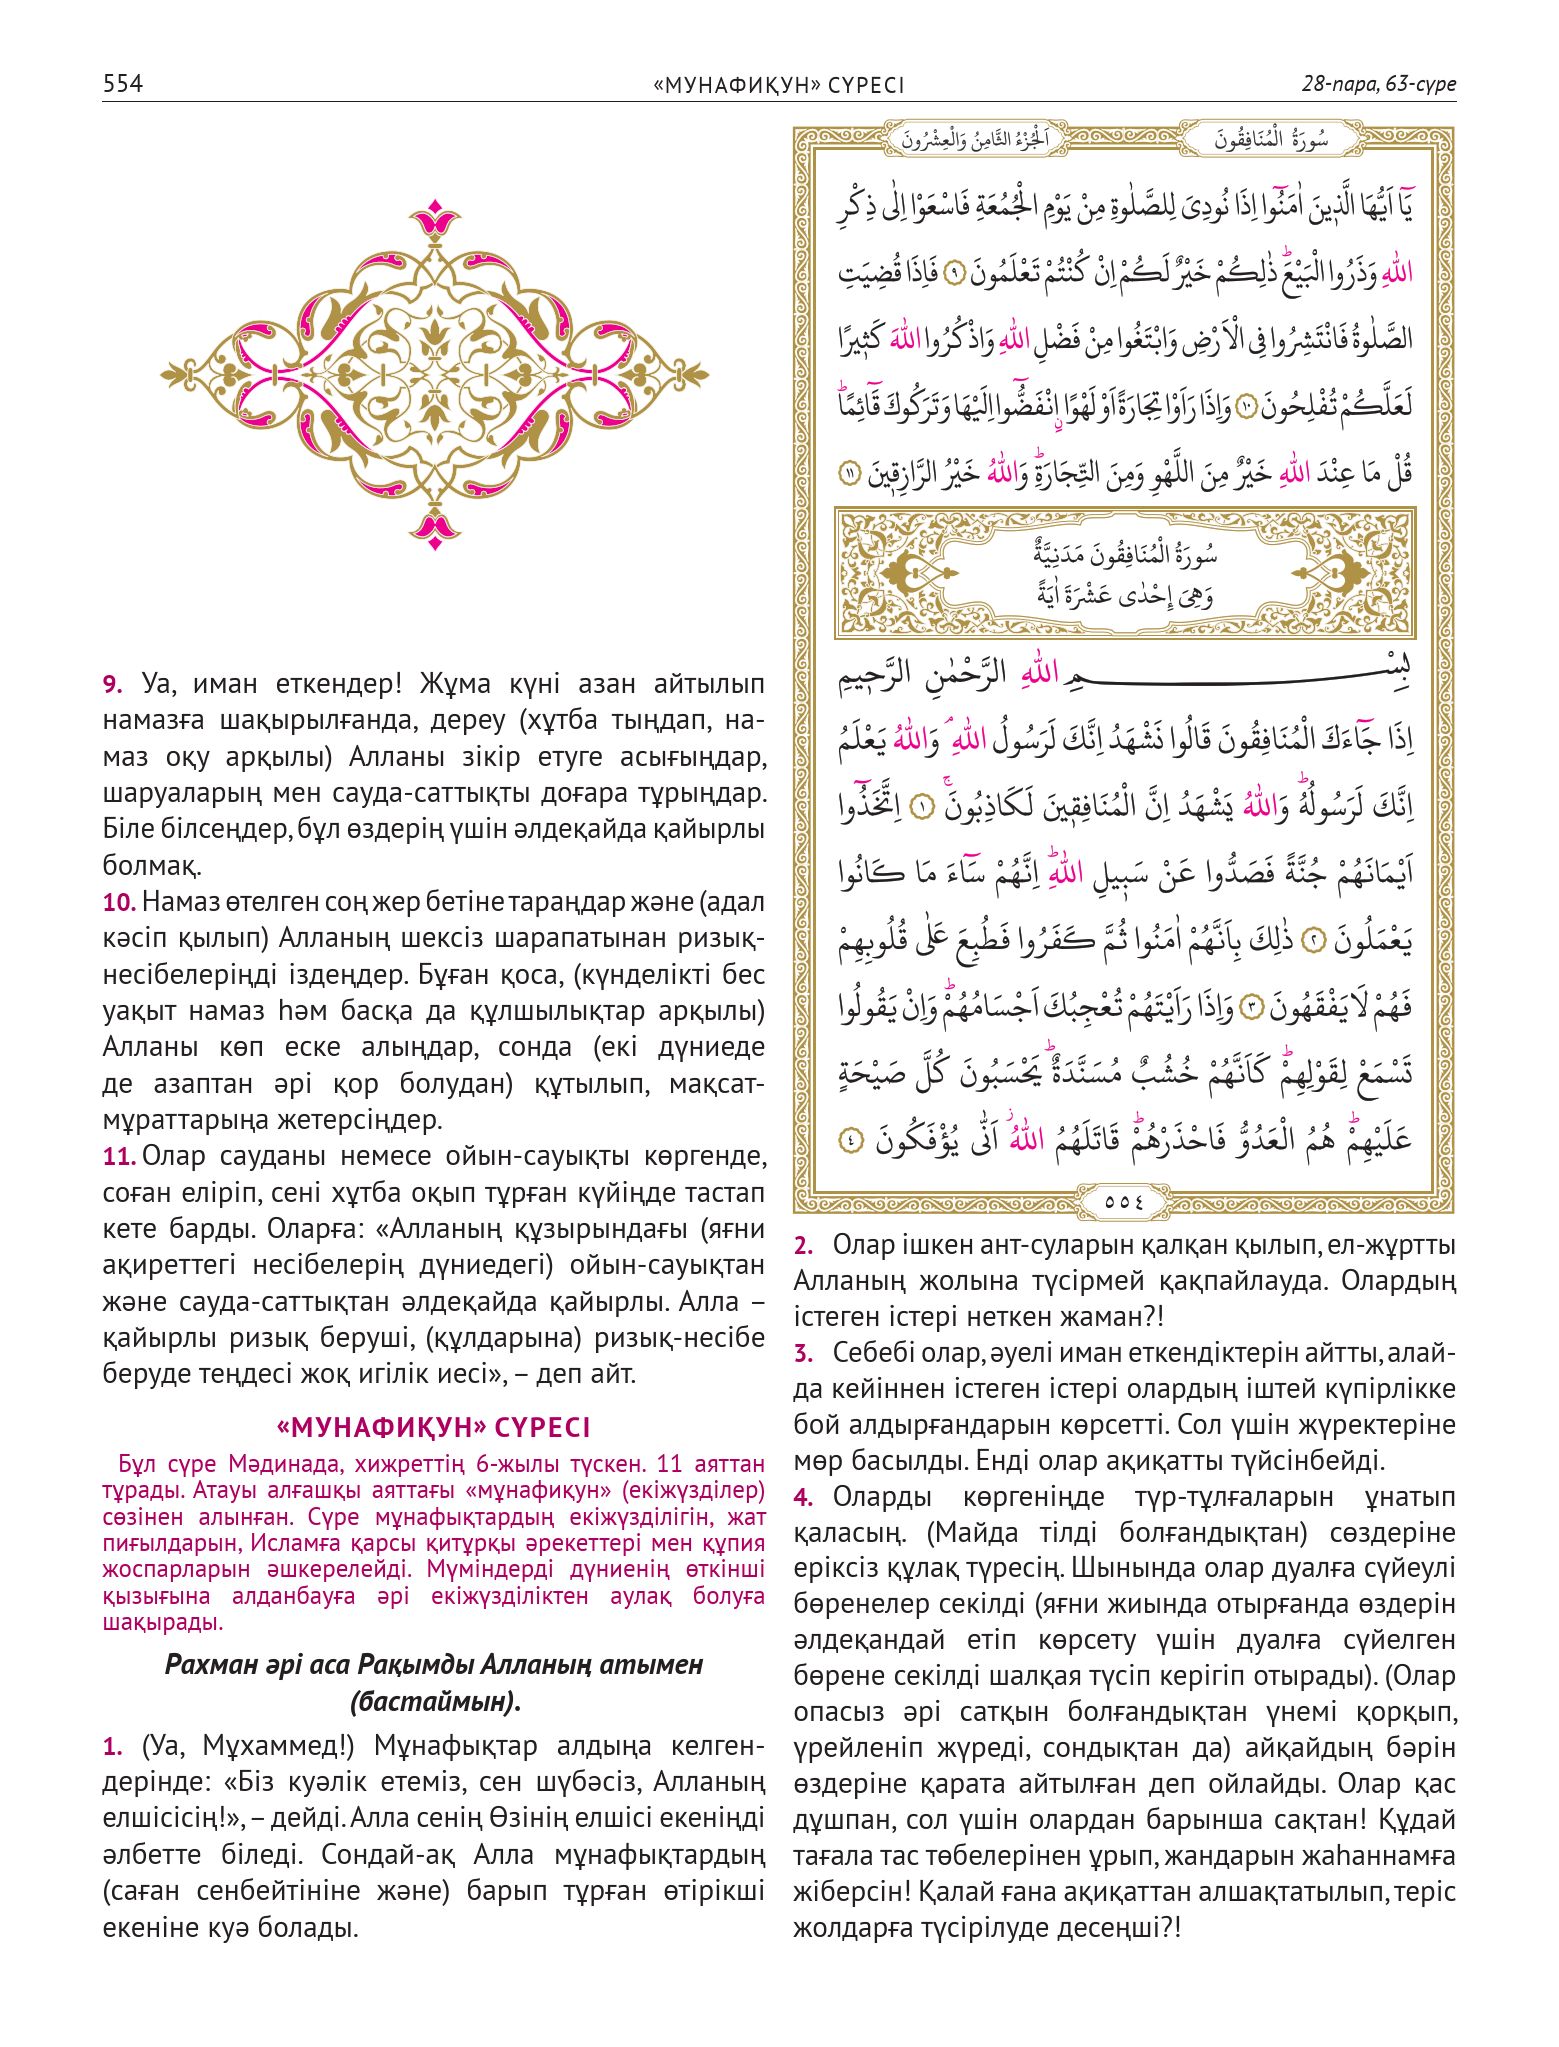 554
«МУНАФИҚУН» СҮРЕСІ
28-пара, 63-сүре
9. Уа, иман еткендер! Жұма күні азан айтылып
намазға шақырылғанда, дереу (хұтба тыңдап, на-
маз оқу арқылы) Алланы зікір етуге асығыңдар,
шаруаларың мен сауда-саттықты доғара тұрыңдар.
Біле білсеңдер, бұл өздерің үшін әлдеқайда қайырлы
болмақ.
10. Намаз өтелген соң жер бетіне тараңдар және (адал
кәсіп қылып) Алланың шексіз шарапатынан ризық-
несібелеріңді іздеңдер. Бұған қоса, (күнделікті бес
уақыт намаз һәм басқа да құлшылықтар арқылы)
Алланы көп еске алыңдар, сонда (екі дүниеде
де азаптан әрі қор болудан) құтылып, мақсат-
мұраттарыңа жетерсіңдер.
11. Олар сауданы немесе ойын-сауықты көргенде,
соған еліріп, сені хұтба оқып тұрған күйіңде тастап
кете барды. Оларға: «Алланың құзырындағы (яғни
ақиреттегі несібелерің дүниедегі) ойын-сауықтан
және сауда-саттықтан әлдеқайда қайырлы. Алла –
қайырлы ризық беруші, (құлдарына) ризық-несібе
беруде теңдесі жоқ игілік иесі», – деп айт.
«МУНАФИҚУН» СҮРЕСІ
Бұл сүре Мәдинада, хижреттің 6-жылы түскен. 11 аяттан
тұрады. Атауы алғашқы аяттағы «мұнафиқун» (екіжүзділер)
сөзінен алынған. Сүре мұнафықтардың екіжүзділігін, жат
пиғылдарын, Исламға қарсы қитұрқы әрекеттері мен құпия
жоспарларын әшкерелейді. Мүміндерді дүниенің өткінші
қызығына алданбауға әрі екіжүзділіктен аулақ болуға
шақырады.
Рахман әрі аса Рақымды Алланың атымен
(бастаймын).
1. (Уа, Мұхаммед!) Мұнафықтар алдыңа келген-
дерінде: «Біз куәлік етеміз, сен шүбәсіз, Алланың
елшісісің!», – дейді. Алла сенің Өзінің елшісі екеніңді
әлбетте біледі. Сондай-ақ Алла мұнафықтардың
(саған сенбейтініне және) барып тұрған өтірікші
екеніне куә болады.
سُورَةُ الْمُنَافِقُونَ
اَلْجُزْءُ الثَّامِنُ وَالْعِشْرُونَ
يَٓا اَيُّهَا الَّذٖينَ اٰمَنُٓوا اِذَا نُودِىَ لِلصَّلٰوةِ مِنْ يَوْمِ الْجُمُعَةِ فَاسْعَوْا اِلٰى ذِكْرِ
اللّٰهِ وَذَرُوا الْبَيْعَؕ ذٰلِكُمْ خَيْرٌ لَكُمْ اِنْ كُنْتُمْ تَعْلَمُونَ ٩ فَاِذَا قُضِيَتِ
الصَّلٰوةُ فَانْتَشِرُوا فِى الْاَرْضِ وَابْتَغُوا مِنْ فَضْلِ اللّٰهِ وَاذْكُرُوا اللّٰهَ كَثٖيرًا
لَعَلَّكُمْ تُفْلِحُونَ ١٠ وَاِذَا رَاَوْا تِجَارَةً اَوْ لَهْوًاۨ انْفَضُّٓوا اِلَيْهَا وَتَرَكُوكَ قَٓائِمًاؕ
قُلْ مَا عِنْدَ اللّٰهِ خَيْرٌ مِنَ اللَّهْوِ وَمِنَ التِّجَارَةِؕ وَاللّٰهُ خَيْرُ الرَّازِقٖينَ ١١
سُورَةُ الْمُنَافِقُونَ مَدَنِيَّةٌ
وَهِىَ إِحْدٰى عَشْرَةَ اٰيَةً
بِسْمِ اللّٰهِ الرَّحْمٰنِ الرَّحٖيمِ
اِذَا جَٓاءَكَ الْمُنَافِقُونَ قَالُوا نَشْهَدُ اِنَّكَ لَرَسُولُ اللّٰهِۘ وَاللّٰهُ يَعْلَمُ
اِنَّكَ لَرَسُولُهُؕ وَاللّٰهُ يَشْهَدُ اِنَّ الْمُنَافِقٖينَ لَكَاذِبُونَۚ ١ اِتَّخَذُٓوا
اَيْمَانَهُمْ جُنَّةً فَصَدُّوا عَنْ سَبٖيلِ اللّٰهِؕ اِنَّهُمْ سَٓاءَ مَا كَانُوا
يَعْمَلُونَ ٢ ذٰلِكَ بِاَنَّهُمْ اٰمَنُوا ثُمَّ كَفَرُوا فَطُبِعَ عَلٰى قُلُوبِهِمْ
فَهُمْ لَا يَفْقَهُونَ ٣ وَاِذَا رَاَيْتَهُمْ تُعْجِبُكَ اَجْسَامُهُمْؕ وَاِنْ يَقُولُوا
تَسْمَعْ لِقَوْلِهِمْؕ كَاَنَّهُمْ خُشُبٌ مُسَنَّدَةٌؕ يَحْسَبُونَ كُلَّ صَيْحَةٍ
عَلَيْهِمْؕ هُمُ الْعَدُوُّ فَاحْذَرْهُمْؕ قَاتَلَهُمُ اللّٰهُؗ اَنّٰى يُؤْفَكُونَ ٤
٥٥٤
2. Олар ішкен ант-суларын қалқан қылып, ел-жұртты
Алланың жолына түсірмей қақпайлауда. Олардың
істеген істері неткен жаман?!
3. Себебі олар, әуелі иман еткендіктерін айтты, алай-
да кейіннен істеген істері олардың іштей күпірлікке
бой алдырғандарын көрсетті. Сол үшін жүректеріне
мөр басылды. Енді олар ақиқатты түйсінбейді.
4. Оларды көргеніңде түр-тұлғаларын ұнатып
қаласың. (Майда тілді болғандықтан) сөздеріне
еріксіз құлақ түресің. Шынында олар дуалға сүйеулі
бөренелер секілді (яғни жиында отырғанда өздерін
әлдеқандай етіп көрсету үшін дуалға сүйелген
бөрене секілді шалқая түсіп керігіп отырады). (Олар
опасыз әрі сатқын болғандықтан үнемі қорқып,
үрейленіп жүреді, сондықтан да) айқайдың бәрін
өздеріне қарата айтылған деп ойлайды. Олар қас
дұшпан, сол үшін олардан барынша сақтан! Құдай
тағала тас төбелерінен ұрып, жандарын жаһаннамға
жіберсін! Қалай ғана ақиқаттан алшақтатылып, теріс
жолдарға түсірілуде десеңші?!